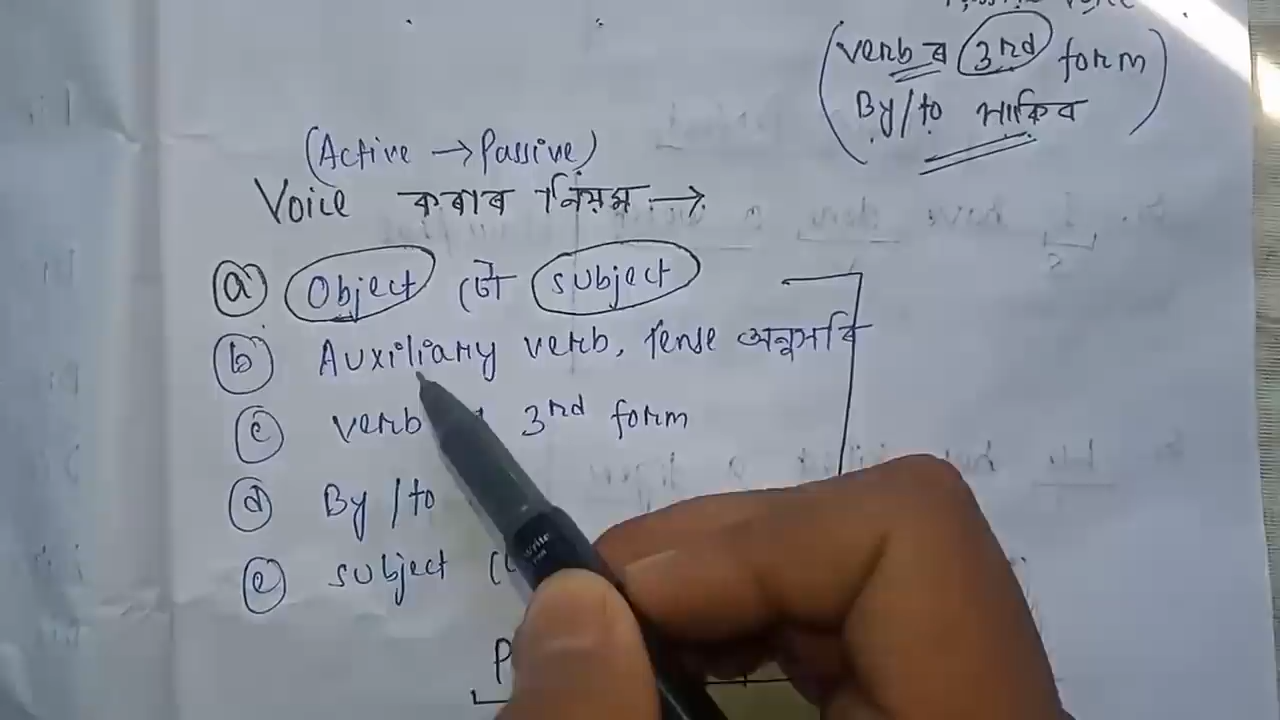 (verb ৰ 3rd form
By/to থাকিব)
(Active → Passive)
Voice কৰাৰ নিয়ম →
(a) Object টো subject
(b) Auxiliary verb, Tense অনুসৰি
(c) verb 3rd form
(d) By /to
(e) subject
P